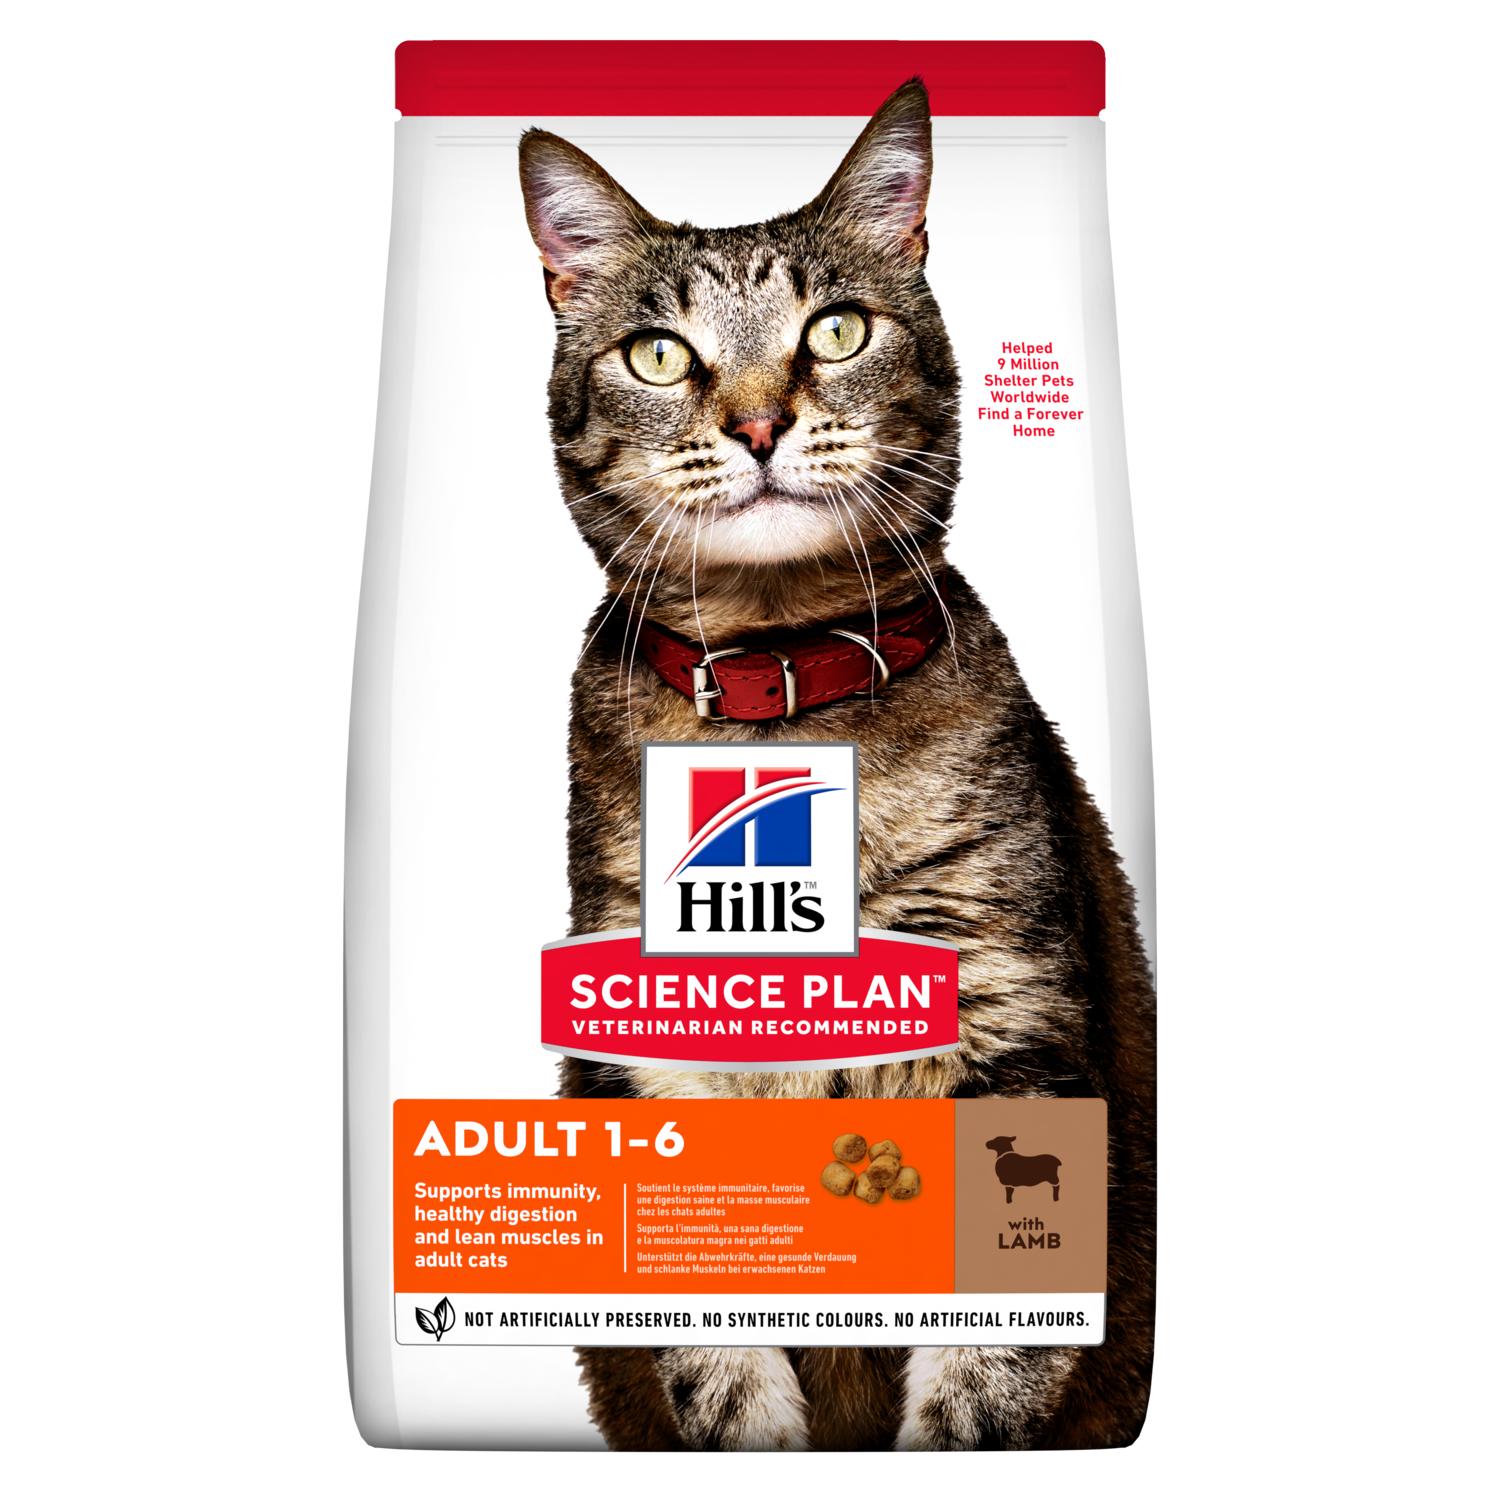 Helped
9 Million
Shelter Pets
Worldwide
Find a Forever
Home
Hill's™
SCIENCE PLAN™
VETERINARIAN RECOMMENDED
ADULT 1-6
Supports immunity,
healthy digestion
and lean muscles in
adult cats
Soutient le système immunitaire, favorise
une digestion saine et la masse musculaire
chez les chats adultes
Supporta l'immunità, una sana digestione
e la muscolatura magra nei gatti adulti
Unterstützt die Abwehrkräfte, eine gesunde Verdauung
und schlanke Muskeln bei erwachsenen Katzen
with
LAMB
NOT ARTIFICIALLY PRESERVED. NO SYNTHETIC COLOURS. NO ARTIFICIAL FLAVOURS.